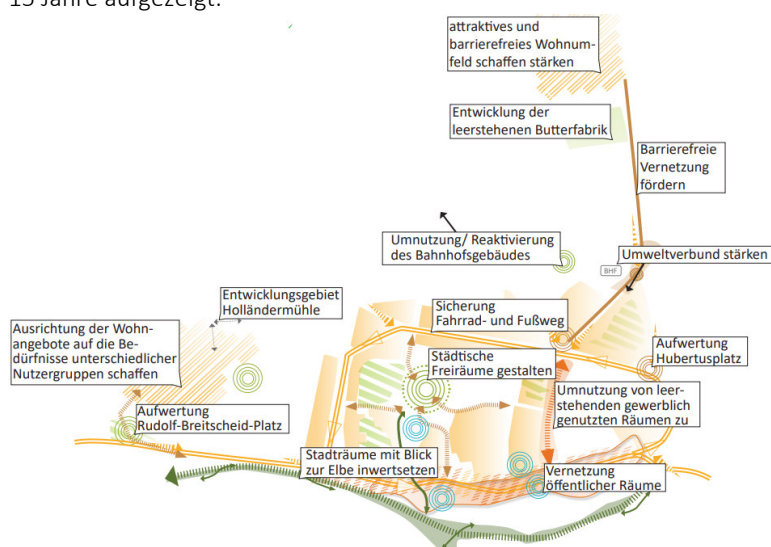 15 Jahre aufgezeigt.
attraktives und
barrierefreies Wohnum-
feld schaffen stärken
Entwicklung der
leerstehenen Butterfabrik
Barrierefreie
Vernetzung
fördern
Umnutzung/ Reaktivierung
des Bahnhofsgebäudes
BHF
Umweltverbund stärken
Entwicklungsgebiet
Holländermühle
Sicherung
Fahrrad- und Fußweg
Ausrichtung der Wohn-
angebote auf die Be-
dürfnisse unterschiedlicher
Nutzergruppen schaffen
Städtische
Freiräume gestalten
Aufwertung
Hubertusplatz
Umnutzung von leer-
stehenden gewerblich
genutzten Räumen zu
Aufwertung
Rudolf-Breitscheid-Platz
Stadträume mit Blick
zur Elbe inwertsetzen
Vernetzung
öffentlicher Räume